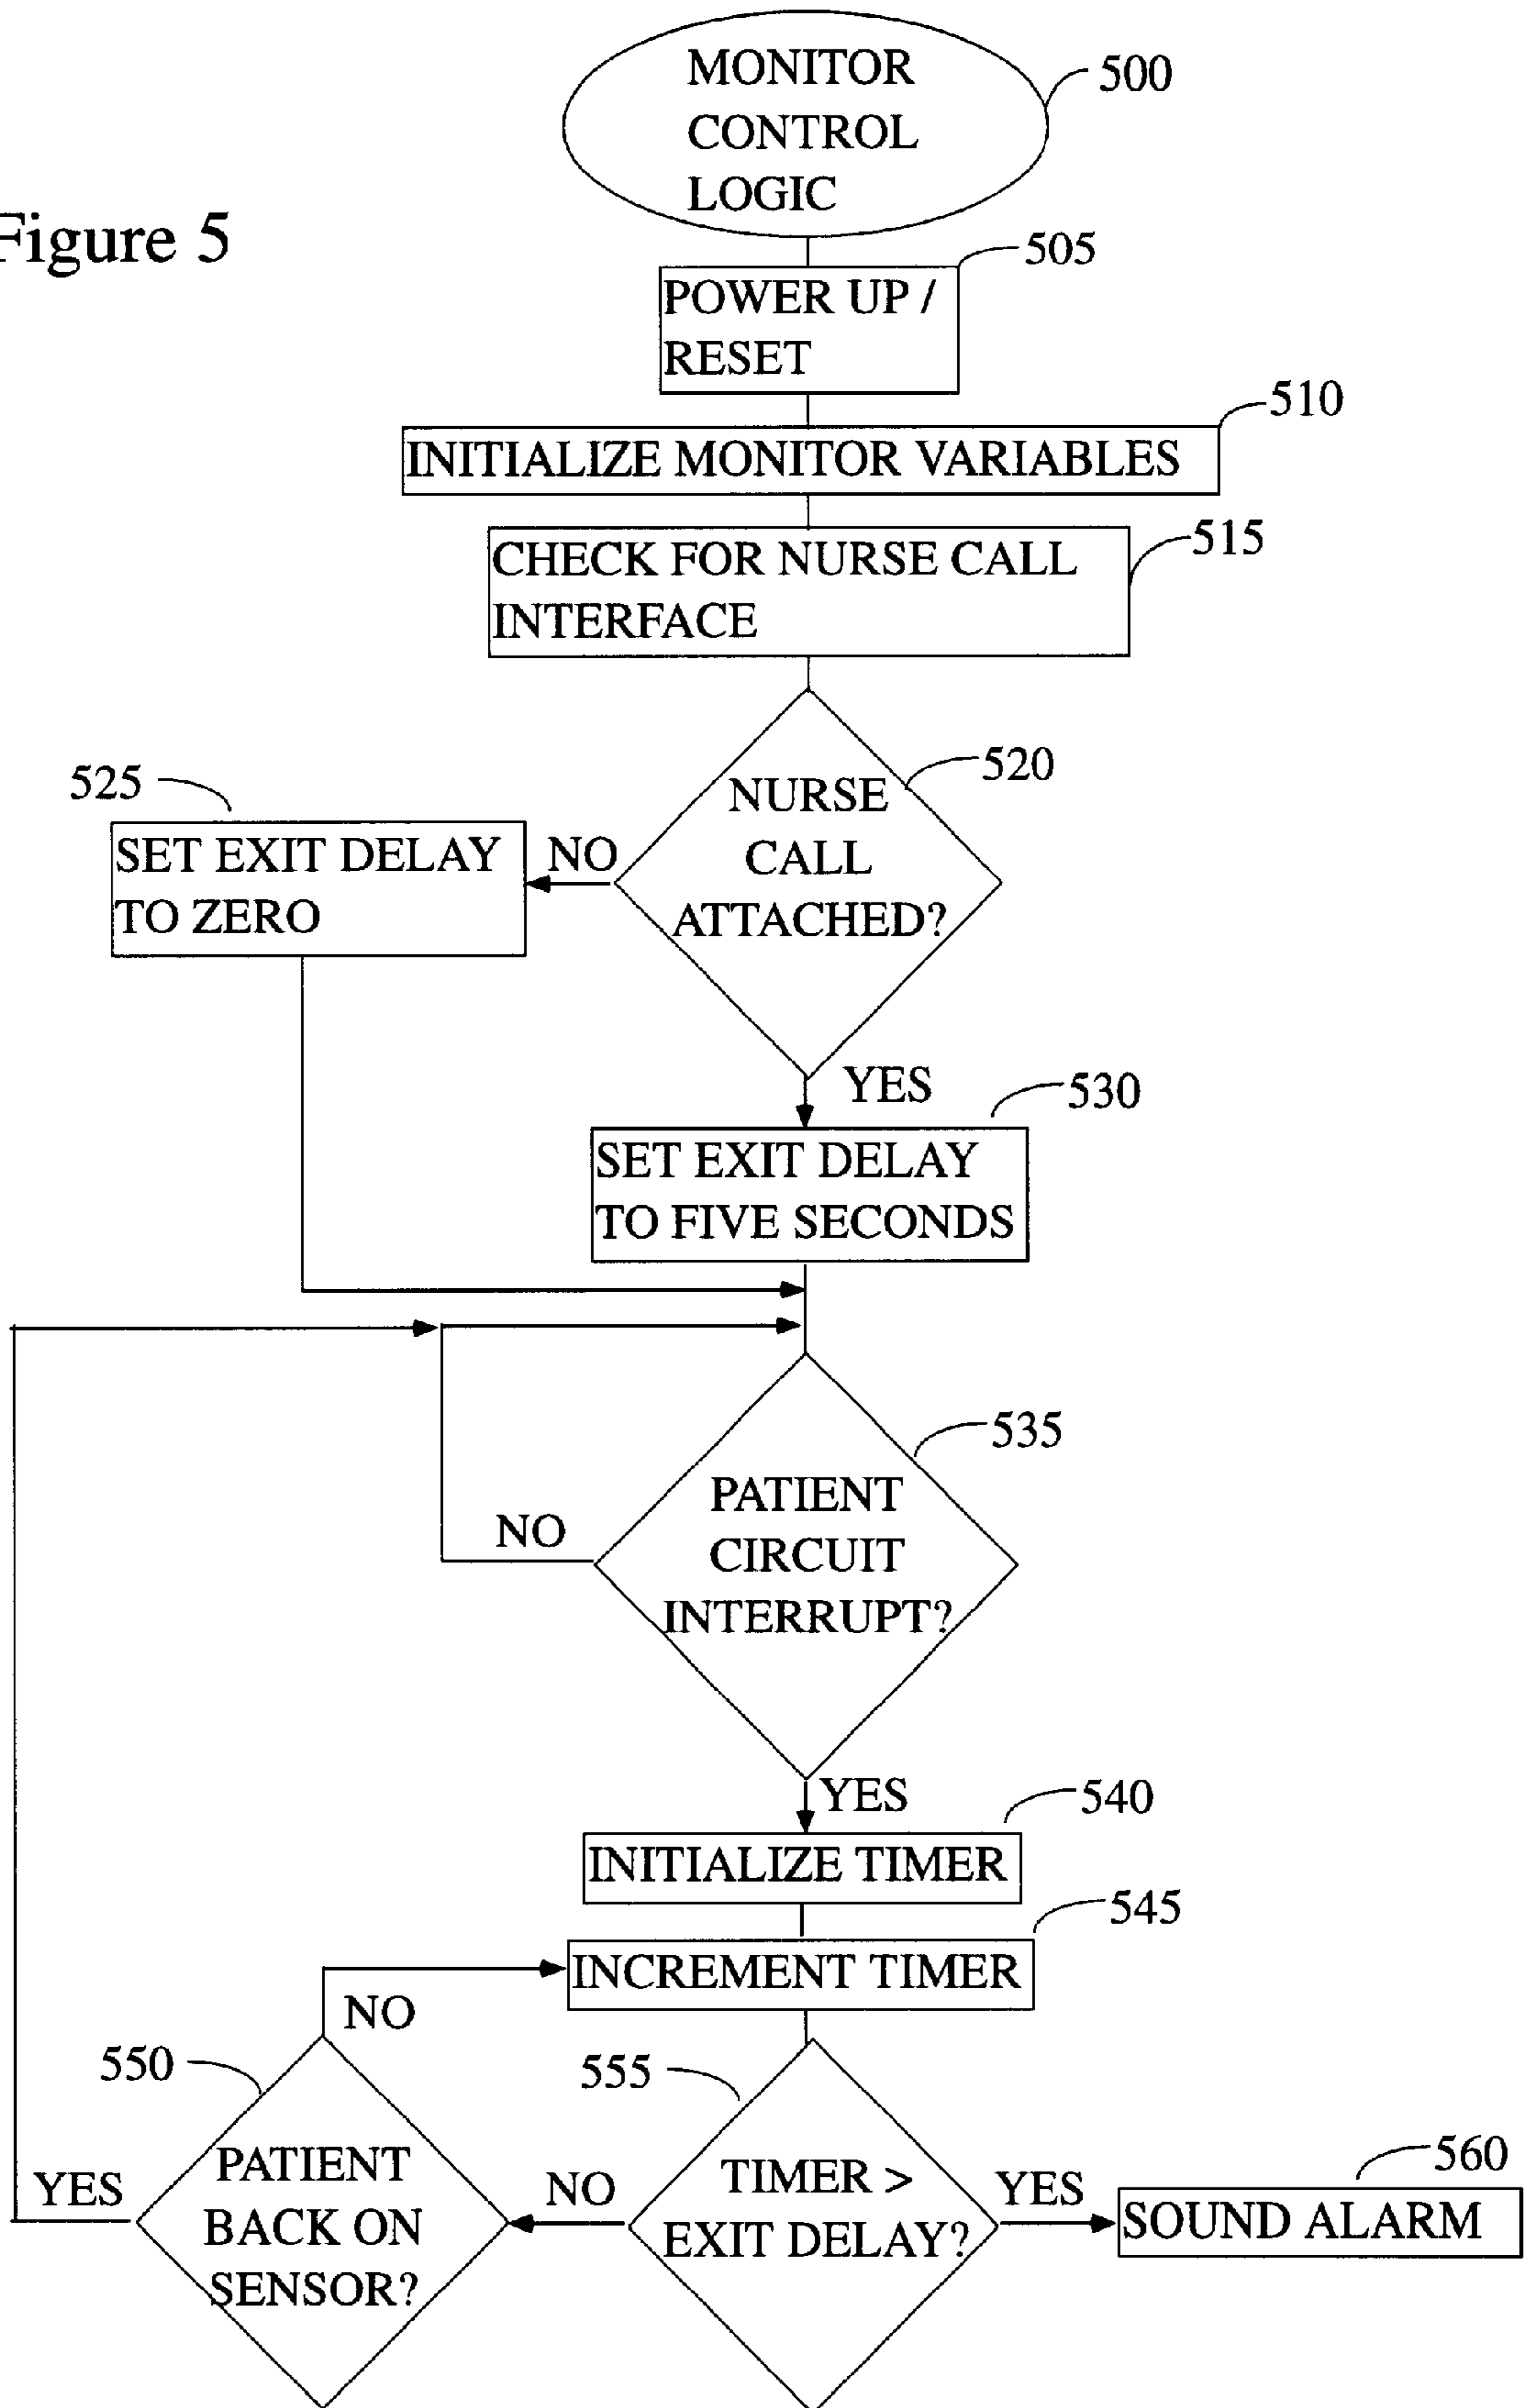 MONITOR
CONTROL
LOGIC
500
Figure 5
505
POWER UP /
RESET
510
INITIALIZE MONITOR VARIABLES
515
CHECK FOR NURSE CALL
INTERFACE
520
NURSE
CALL
ATTACHED?
525
SET EXIT DELAY
TO ZERO
NO
YES
530
SET EXIT DELAY
TO FIVE SECONDS
535
PATIENT
CIRCUIT
INTERRUPT?
NO
YES
540
INITIALIZE TIMER
545
INCREMENT TIMER
NO
550
555
PATIENT
BACK ON
SENSOR?
YES
NO
TIMER >
EXIT DELAY?
YES
560
SOUND ALARM